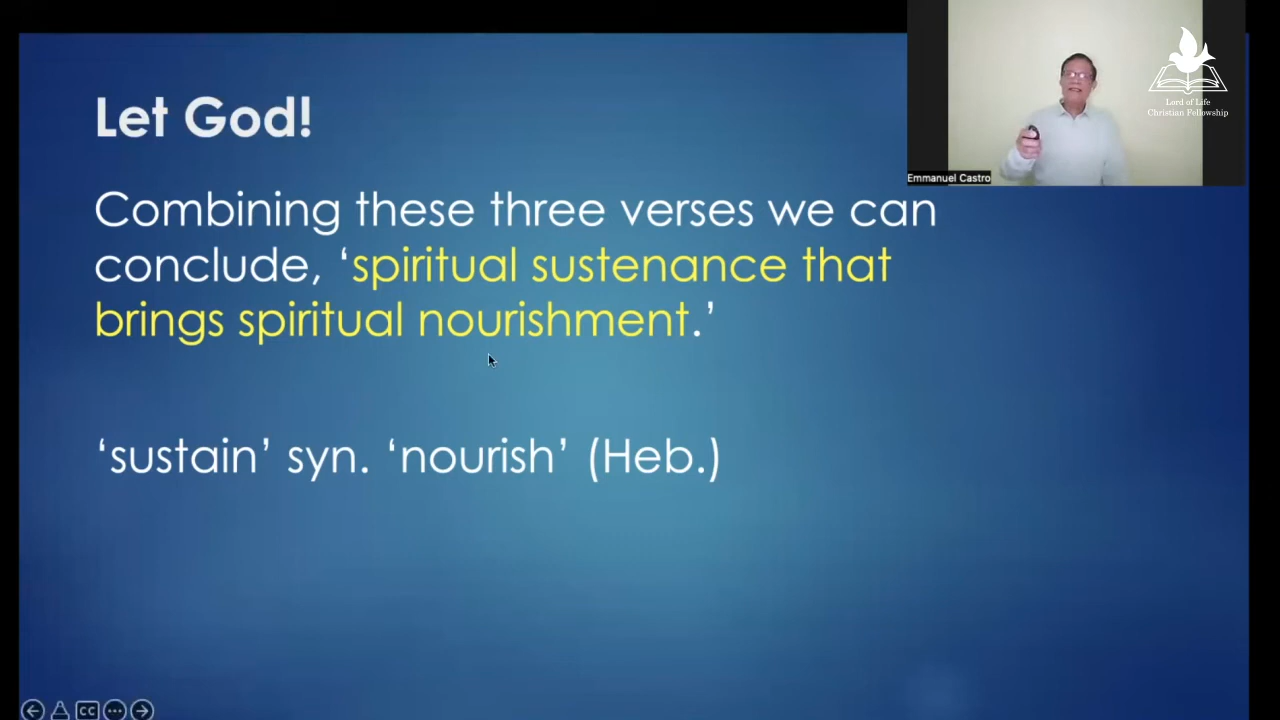 Let God!
Combining these three verses we can
conclude, ‘spiritual sustenance that
brings spiritual nourishment.’
‘sustain’ syn. ‘nourish’ (Heb.)
Lord of Life
Christian Fellowship
Emmanuel Castro
CC